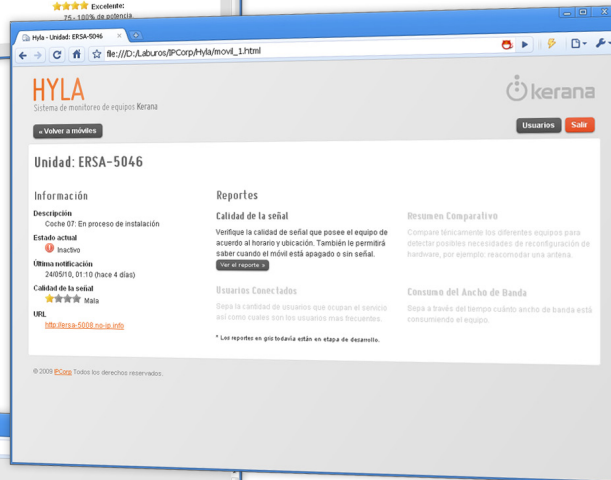 Excelente:
75 - 100% de potencia.
Hyla - Unidad: ERSA-5046
file:///D:/Laburos/IPCorp/Hyla/movil_1.html
HYLA
Sistema de monitoreo de equipos Kerana
kerana
« Volver a móviles
Usuarios
Salir
Unidad: ERSA-5046
Información
Descripción
Coche 07: En proceso de instalación
Estado actual
Inactivo
Última notificación
24/05/10, 01:10 (hace 4 días)
Calidad de la señal
Mala
URL
http://ersa-5008.no-ip.info
Reportes
Calidad de la señal
Verifique la calidad de señal que posee el equipo de
acuerdo al horario y ubicación. También le permitirá
saber cuando el móvil está apagado o sin señal.
Ver el reporte »
Resumen Comparativo
Compare ténicamente los diferentes equipos para
detectar posibles necesidades de reconfiguración de
hardware, por ejemplo: reacomodar una antena.
Usuarios Conectados
Sepa la cantidad de usuarios que ocupan el servicio
así como cuales son los usuarios mas frecuentes.
Consumo del Ancho de Banda
Sepa a través del tiempo cuánto ancho de banda está
consumiendo el equipo.
* Los reportes en gris todavía están en etapa de desarrollo.
© 2008 IPCorp Todos los derechos reservados.